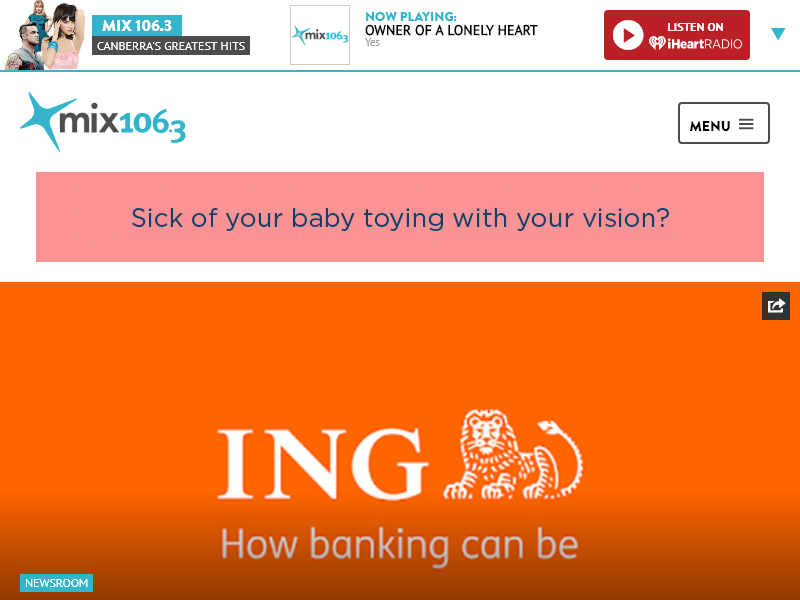 MIX 106.3
CANBERRA'S GREATEST HITS
mix106.3
NOW PLAYING:
OWNER OF A LONELY HEART
Yes
LISTEN ON
iHeartRADIO
mix106.3
MENU
Sick of your baby toying with your vision?
ING
How banking can be
NEWSROOM